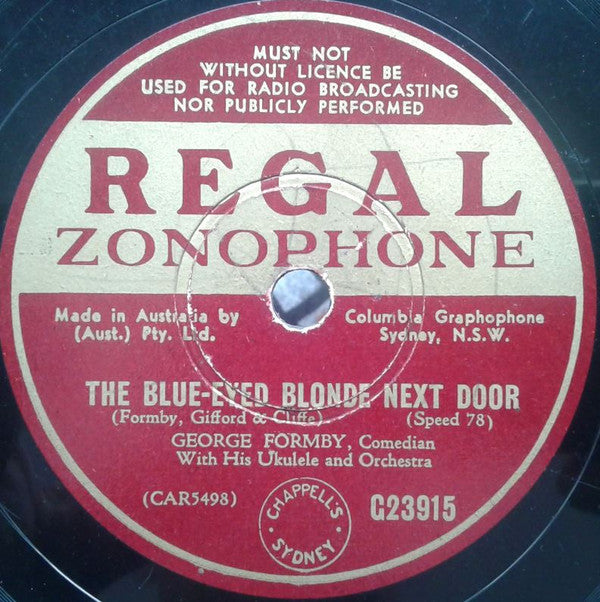 MUST NOT
WITHOUT LICENCE BE
USED FOR RADIO BROADCASTING
NOR PUBLICLY PERFORMED
REGAL
ZONOPHONE
Made in Australia by Columbia Graphophone
(Aust.) Pty. Ltd. Sydney, N.S.W.
THE BLUE-EYED BLONDE NEXT DOOR
(Formby, Gifford & Cliffe) (Speed 78)
GEORGE FORMBY, Comedian
With His Ukulele and Orchestra
(CAR5498) G23915
CHAPPELL'S
SYDNEY